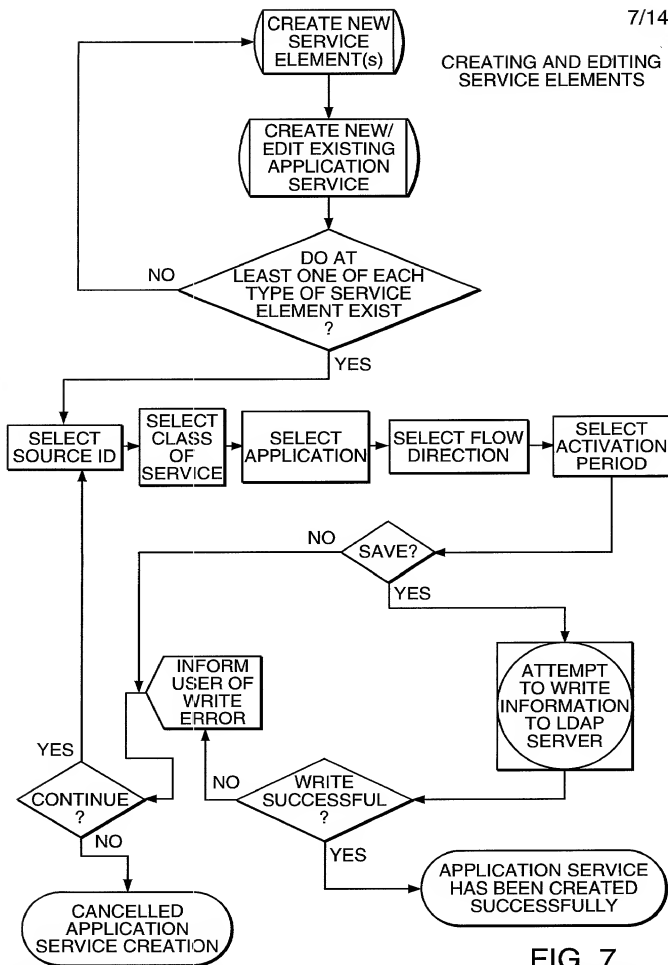 7/14
CREATING AND EDITING
SERVICE ELEMENTS
CREATE NEW
SERVICE
ELEMENT(s)
CREATE NEW/
EDIT EXISTING
APPLICATION
SERVICE
DO AT
LEAST ONE OF EACH
TYPE OF SERVICE
ELEMENT EXIST
?
NO
YES
SELECT
SOURCE ID
SELECT
CLASS
OF
SERVICE
SELECT
APPLICATION
SELECT FLOW
DIRECTION
SELECT
ACTIVATION
PERIOD
SAVE?
NO
YES
INFORM
USER OF
WRITE
ERROR
ATTEMPT
TO WRITE
INFORMATION
TO LDAP
SERVER
YES
CONTINUE
?
NO
NO
WRITE
SUCCESSFUL
?
YES
CANCELLED
APPLICATION
SERVICE CREATION
APPLICATION SERVICE
HAS BEEN CREATED
SUCCESSFULLY
FIG. 7